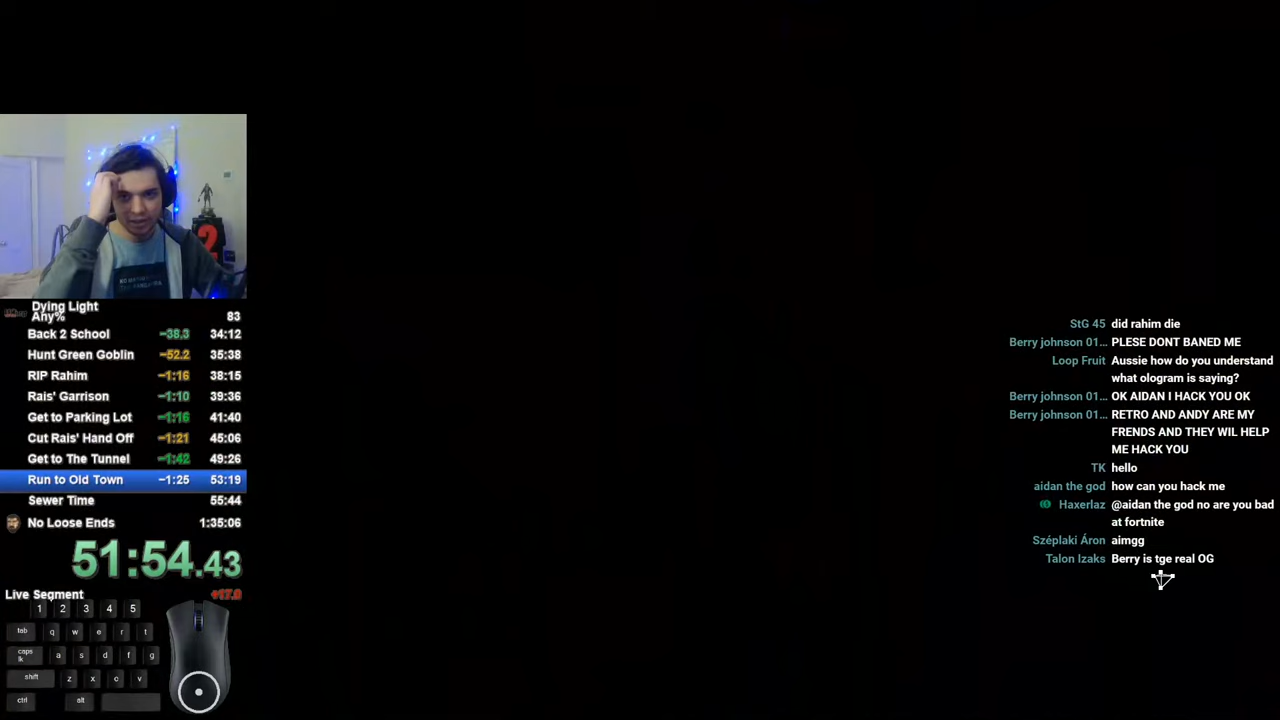 Dying Light
Any% 83
Back 2 School −38.3 34:12
Hunt Green Goblin −52.2 35:38
RIP Rahim −1:16 38:15
Rais' Garrison −1:10 39:36
Get to Parking Lot −1:16 41:40
Cut Rais' Hand Off −1:21 45:06
Get to The Tunnel −1:42 49:26
Run to Old Town −1:25 53:19
Sewer Time 55:44
No Loose Ends 1:35:06
51:54.43
Live Segment
1 2 3 4 5
tab q w e r t
caps lk a s d f g
shift z x c v
ctrl alt
2
StG 45 did rahim die
Berry johnson 01… PLESE DONT BANED ME
Loop Fruit Aussie how do you understand
what ologram is saying?
Berry johnson 01… OK AIDAN I HACK YOU OK
Berry johnson 01… RETRO AND ANDY ARE MY
FRENDS AND THEY WIL HELP
ME HACK YOU
TK hello
aidan the god how can you hack me
Haxerlaz @aidan the god no are you bad
at fortnite
Széplaki Áron aimgg
Talon Izaks Berry is tge real OG